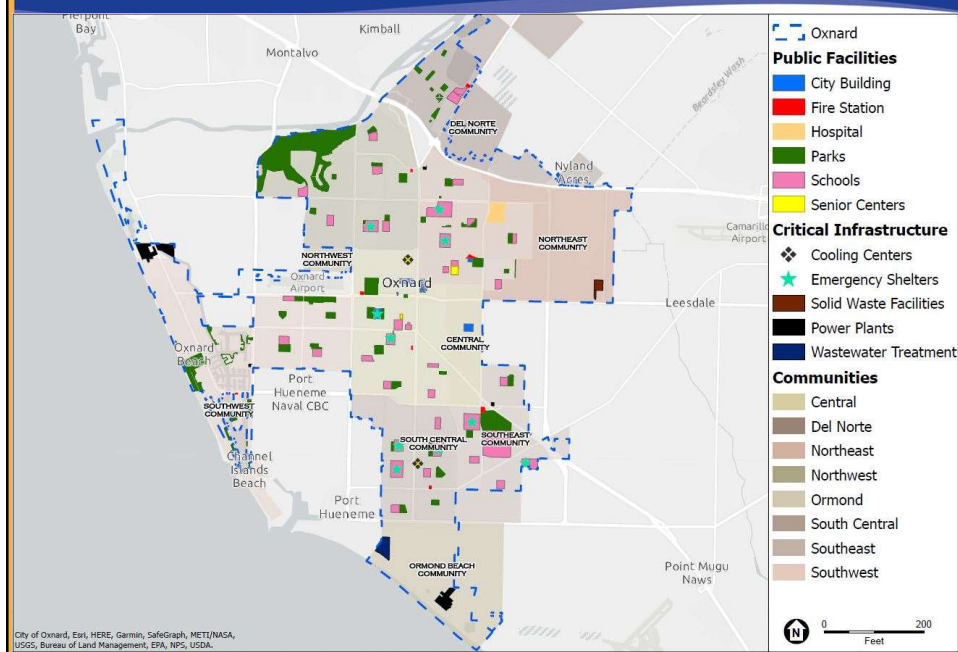 Pierpont
Bay
Kimball
Montalvo
Beardsley Wash
DEL NORTE
COMMUNITY
Nyland
Acres
Camarillo
Airport
NORTHEAST
COMMUNITY
NORTHWEST
COMMUNITY
Oxnard
Airport
Oxnard
Leesdale
Oxnard
Beach
CENTRAL
COMMUNITY
Port
Hueneme
Naval CBC
SOUTHWEST
COMMUNITY
SOUTH CENTRAL
COMMUNITY
SOUTHEAST
COMMUNITY
Channel
Islands
Beach
Port
Hueneme
ORMOND BEACH
COMMUNITY
Point Mugu
Naws
City of Oxnard, Esri, HERE, Garmin, SafeGraph, METI/NASA,
USGS, Bureau of Land Management, EPA, NPS, USDA.
Oxnard
Public Facilities
City Building
Fire Station
Hospital
Parks
Schools
Senior Centers
Critical Infrastructure
Cooling Centers
Emergency Shelters
Solid Waste Facilities
Power Plants
Wastewater Treatment
Communities
Central
Del Norte
Northeast
Northwest
Ormond
South Central
Southeast
Southwest
N
0 200
Feet